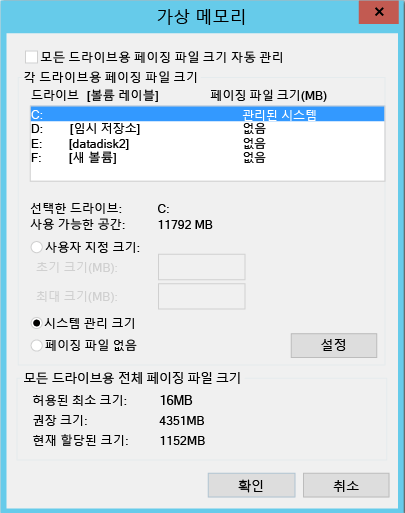 가상 메모리
모든 드라이브용 페이징 파일 크기 자동 관리
각 드라이브용 페이징 파일 크기
드라이브 [볼륨 레이블] 페이징 파일 크기(MB)
C: 관리된 시스템
D: [임시 저장소] 없음
E: [datadisk2] 없음
F: [새 볼륨] 없음
선택한 드라이브: C:
사용 가능한 공간: 11792 MB
사용자 지정 크기:
초기 크기(MB):
최대 크기(MB):
시스템 관리 크기
페이징 파일 없음 설정
모든 드라이브용 전체 페이징 파일 크기
허용된 최소 크기: 16MB
권장 크기: 4351MB
현재 할당된 크기: 1152MB
확인 취소